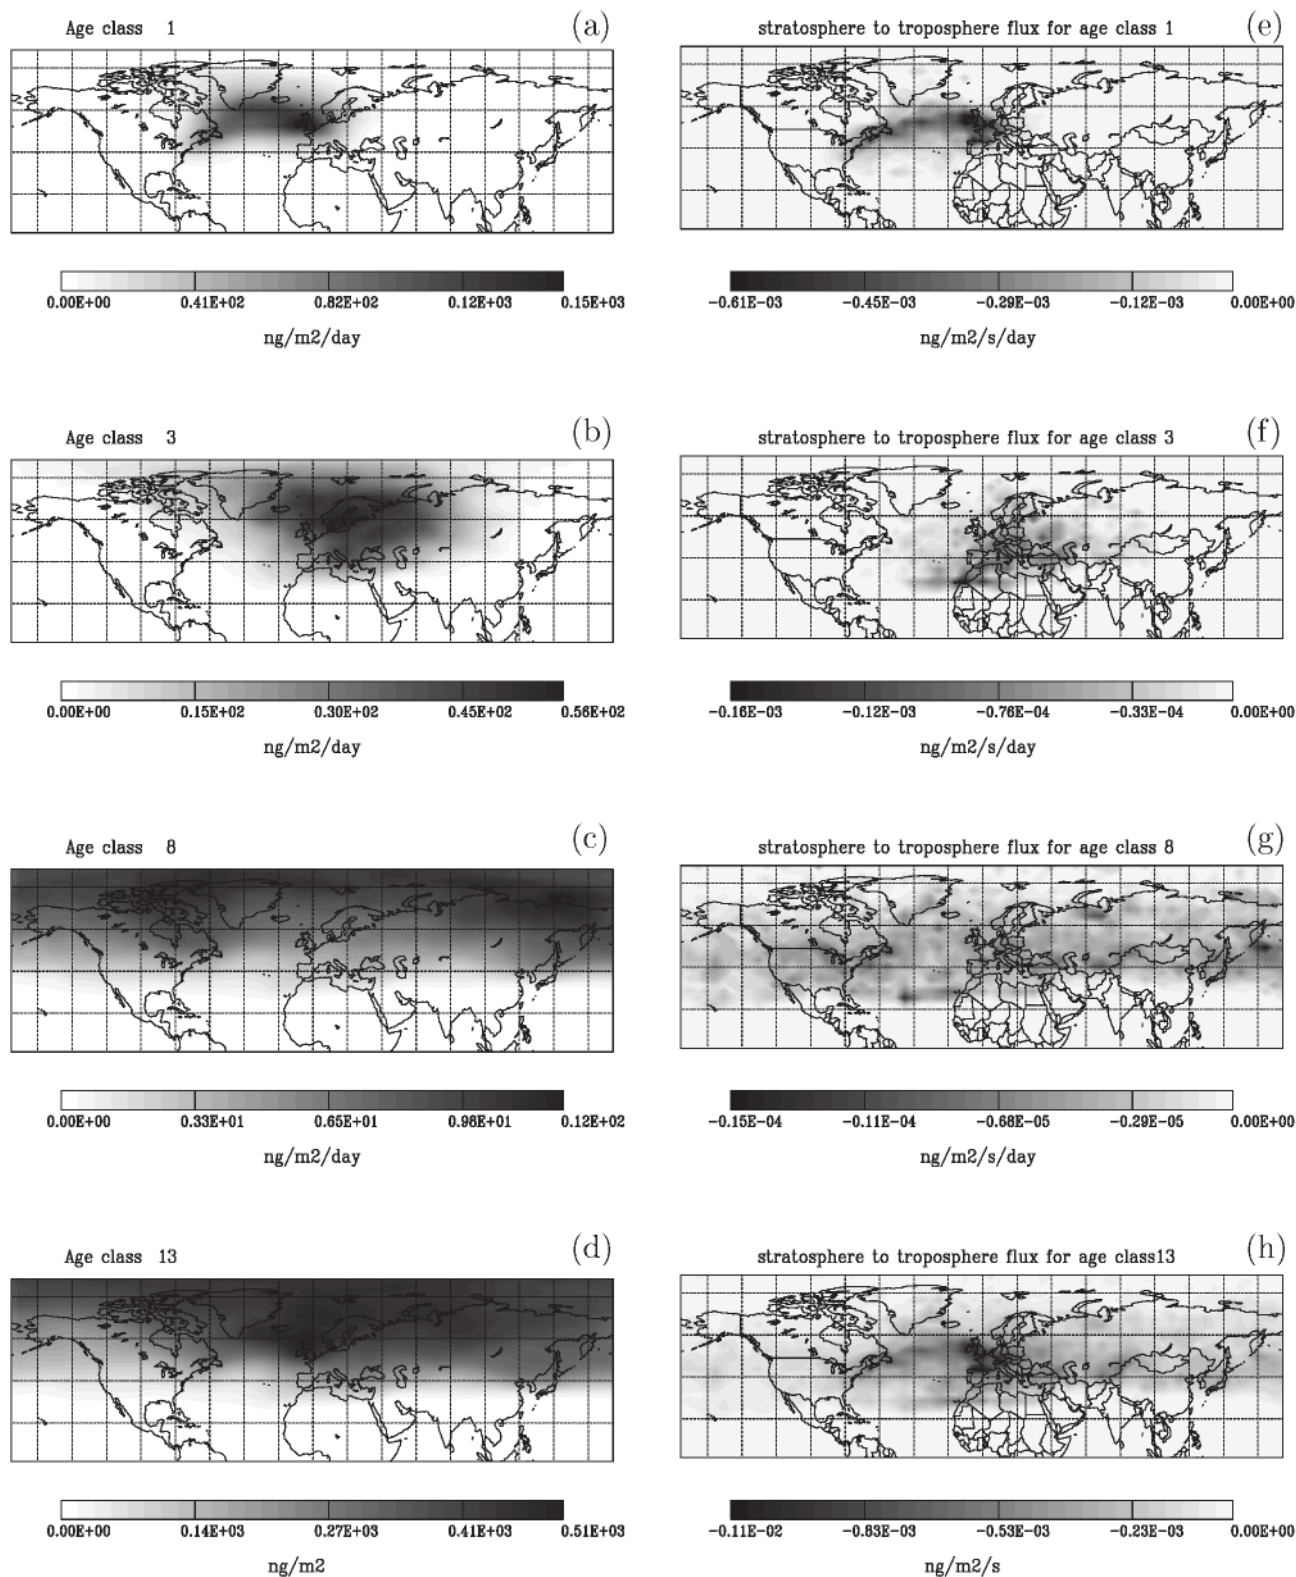 Age class 1
(a)
0.00E+00 0.41E+02 0.82E+02 0.12E+03 0.15E+03
ng/m2/day
stratosphere to troposphere flux for age class 1
(e)
-0.61E-03 -0.45E-03 -0.29E-03 -0.12E-03 0.00E+00
ng/m2/s/day
Age class 3
(b)
0.00E+00 0.15E+02 0.30E+02 0.45E+02 0.56E+02
ng/m2/day
stratosphere to troposphere flux for age class 3
(f)
-0.16E-03 -0.12E-03 -0.76E-04 -0.33E-04 0.00E+00
ng/m2/s/day
Age class 8
(c)
0.00E+00 0.33E+01 0.65E+01 0.98E+01 0.12E+02
ng/m2/day
stratosphere to troposphere flux for age class 8
(g)
-0.15E-04 -0.11E-04 -0.68E-05 -0.29E-05 0.00E+00
ng/m2/s/day
Age class 13
(d)
0.00E+00 0.14E+03 0.27E+03 0.41E+03 0.51E+03
ng/m2
stratosphere to troposphere flux for age class13
(h)
-0.11E-02 -0.83E-03 -0.53E-03 -0.23E-03 0.00E+00
ng/m2/s